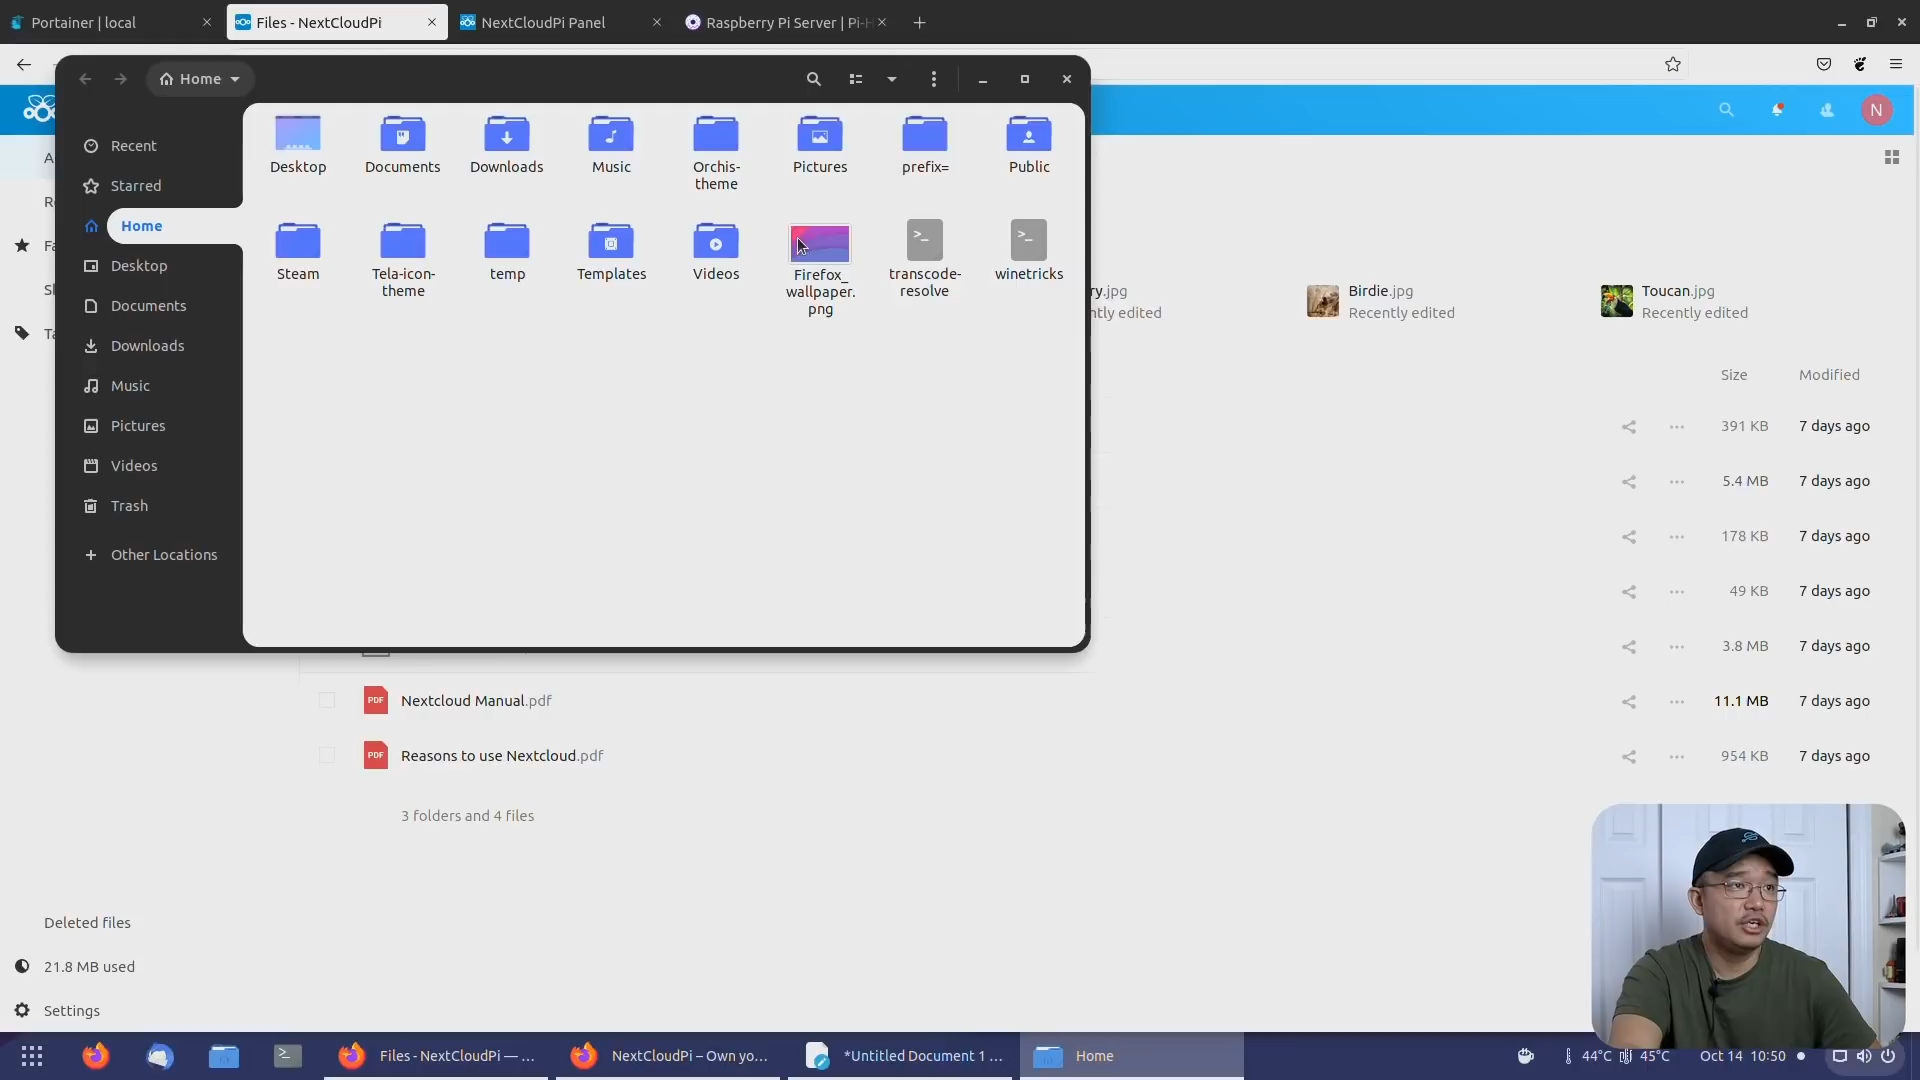 Portainer | local
Files - NextCloudPi
NextCloudPi Panel
Raspberry Pi Server | Pi-H
Home
N
Recent
Starred
Home
Desktop
Documents
Downloads
Music
Pictures
Videos
Trash
Other Locations
Desktop
Documents
Downloads
Music
Orchis-
theme
Pictures
prefix=
Public
Steam
Tela-icon-
theme
temp
Templates
Videos
Firefox_
wallpaper.
png
transcode-
resolve
winetricks
ry.jpg
ntly edited
Birdie.jpg
Recently edited
Toucan.jpg
Recently edited
Size
Modified
391 KB
7 days ago
5.4 MB
7 days ago
178 KB
7 days ago
49 KB
7 days ago
3.8 MB
7 days ago
PDF
Nextcloud Manual.pdf
11.1 MB
7 days ago
PDF
Reasons to use Nextcloud.pdf
954 KB
7 days ago
3 folders and 4 files
Deleted files
21.8 MB used
Settings
Files - NextCloudPi — ...
NextCloudPi – Own yo...
*Untitled Document 1 ...
Home
44°C
45°C
Oct 14 10:50